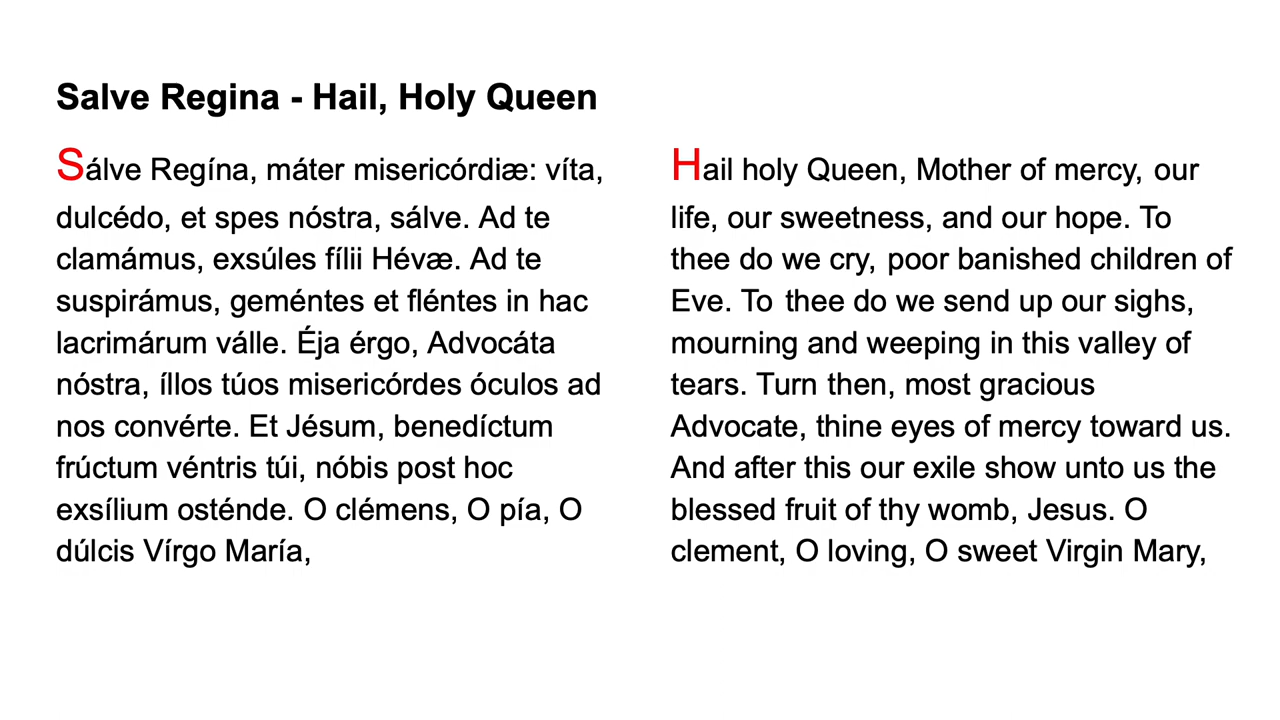 Salve Regina - Hail, Holy Queen
Sálve Regína, máter misericórdiæ: víta,
dulcédo, et spes nóstra, sálve. Ad te
clamámus, exsúles fílii Hévæ. Ad te
suspirámus, geméntes et fléntes in hac
lacrimárum válle. Éja érgo, Advocáta
nóstra, íllos túos misericórdes óculos ad
nos convérte. Et Jésum, benedíctum
frúctum véntris túi, nóbis post hoc
exsílium osténde. O clémens, O pía, O
dúlcis Vírgo María,
Hail holy Queen, Mother of mercy, our
life, our sweetness, and our hope. To
thee do we cry, poor banished children of
Eve. To thee do we send up our sighs,
mourning and weeping in this valley of
tears. Turn then, most gracious
Advocate, thine eyes of mercy toward us.
And after this our exile show unto us the
blessed fruit of thy womb, Jesus. O
clement, O loving, O sweet Virgin Mary,